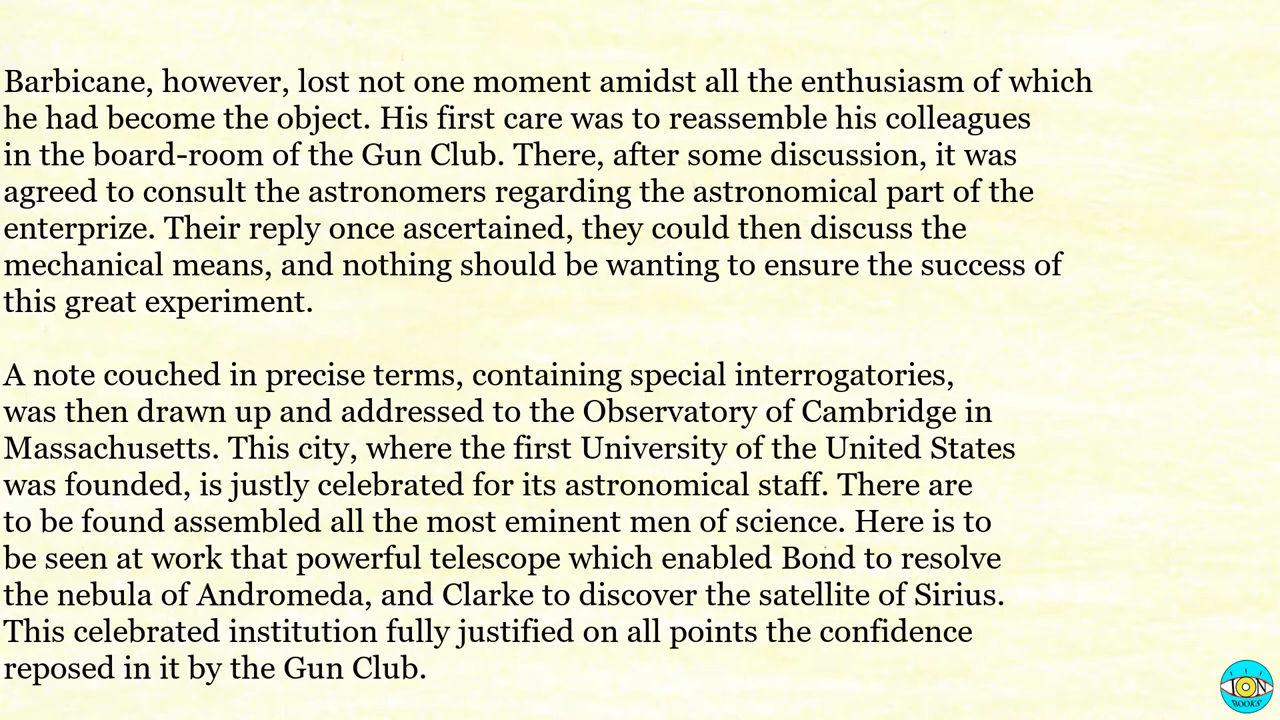 Barbicane, however, lost not one moment amidst all the enthusiasm of which
he had become the object. His first care was to reassemble his colleagues
in the board-room of the Gun Club. There, after some discussion, it was
agreed to consult the astronomers regarding the astronomical part of the
enterprize. Their reply once ascertained, they could then discuss the
mechanical means, and nothing should be wanting to ensure the success of
this great experiment.
A note couched in precise terms, containing special interrogatories,
was then drawn up and addressed to the Observatory of Cambridge in
Massachusetts. This city, where the first University of the United States
was founded, is justly celebrated for its astronomical staff. There are
to be found assembled all the most eminent men of science. Here is to
be seen at work that powerful telescope which enabled Bond to resolve
the nebula of Andromeda, and Clarke to discover the satellite of Sirius.
This celebrated institution fully justified on all points the confidence
reposed in it by the Gun Club.
ION
BOOKS